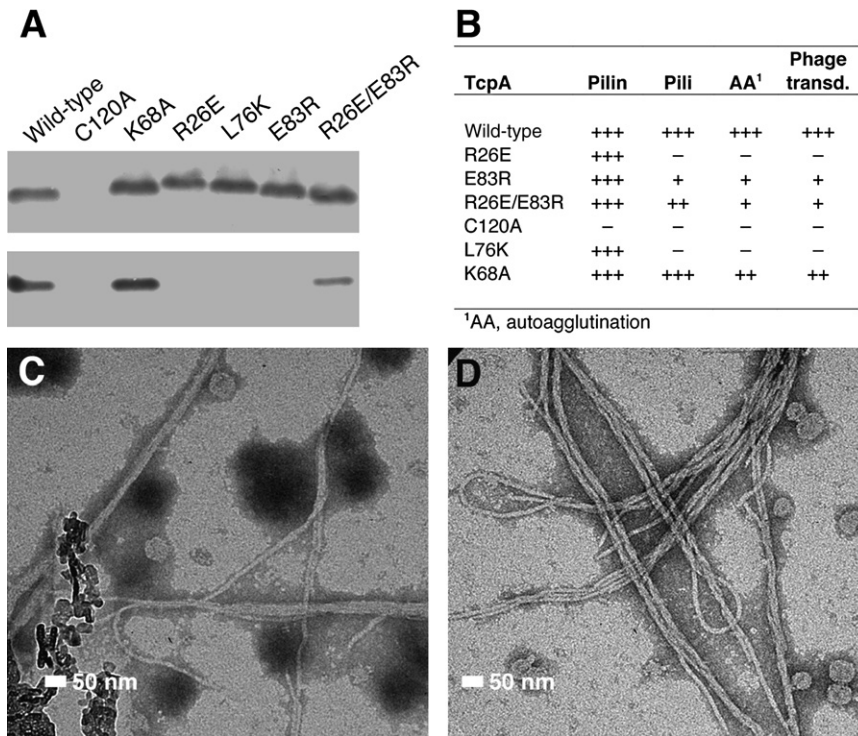 A
Wild-type
C120A
K68A
R26E
L76K
E83R
R26E/E83R
B
TcpA Pilin Pili AA1 Phage transd.
Wild-type +++ +++ +++ +++
R26E +++ – – –
E83R +++ + + +
R26E/E83R +++ ++ + +
C120A – – – –
L76K +++ – – –
K68A +++ +++ ++ ++
1AA, autoagglutination
C
50 nm
D
50 nm